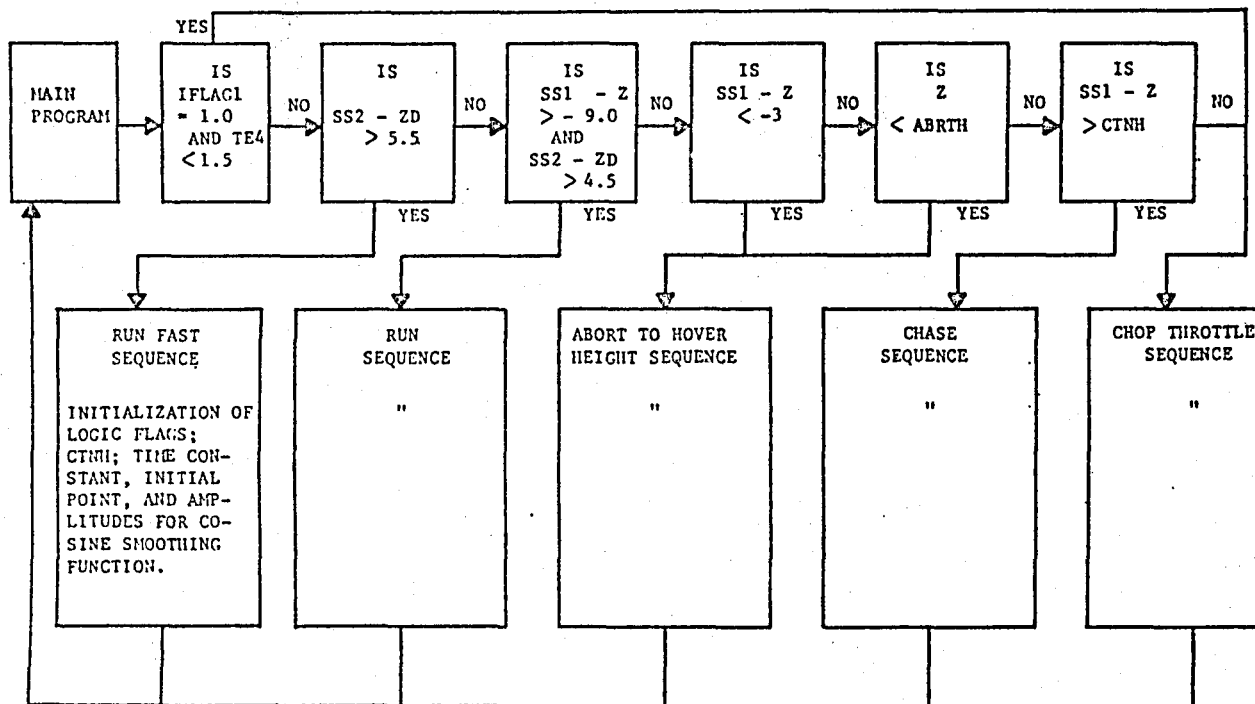 YES
MAIN
PROGRAM
IS
IFLAG1
= 1.0
AND TE4
< 1.5
NO
IS
SS2 - ZD
> 5.5
NO
IS
SS1 - Z
> - 9.0
AND
SS2 - ZD
> 4.5
NO
IS
SS1 - Z
< -3
NO
IS
Z
< ABRTH
NO
IS
SS1 - Z
> CTNH
NO
YES
YES
YES
YES
YES
RUN FAST
SEQUENCE
INITIALIZATION OF
LOGIC FLAGS;
CTNH; TIME CON-
STANT, INITIAL
POINT, AND AMP-
LITUDES FOR CO-
SINE SMOOTHING
FUNCTION.
RUN
SEQUENCE
"
ABORT TO HOVER
HEIGHT SEQUENCE
"
CHASE
SEQUENCE
"
CHOP THROTTLE
SEQUENCE
"